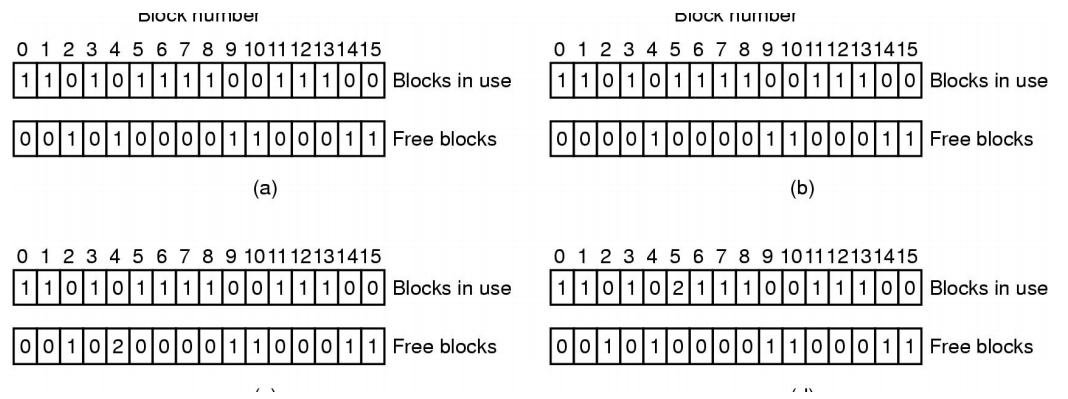 Block number
0 1 2 3 4 5 6 7 8 9 10 11 12 13 14 15
1 1 0 1 0 1 1 1 1 0 0 1 1 1 0 0 Blocks in use
0 0 1 0 1 0 0 0 0 1 1 0 0 0 1 1 Free blocks
(a)
Block number
0 1 2 3 4 5 6 7 8 9 10 11 12 13 14 15
1 1 0 1 0 1 1 1 1 0 0 1 1 1 0 0 Blocks in use
0 0 0 0 1 0 0 0 0 1 1 0 0 0 1 1 Free blocks
(b)
0 1 2 3 4 5 6 7 8 9 10 11 12 13 14 15
1 1 0 1 0 1 1 1 1 0 0 1 1 1 0 0 Blocks in use
0 0 1 0 2 0 0 0 0 1 1 0 0 0 1 1 Free blocks
0 1 2 3 4 5 6 7 8 9 10 11 12 13 14 15
1 1 0 1 0 2 1 1 1 0 0 1 1 1 0 0 Blocks in use
0 0 1 0 1 0 0 0 0 1 1 0 0 0 1 1 Free blocks